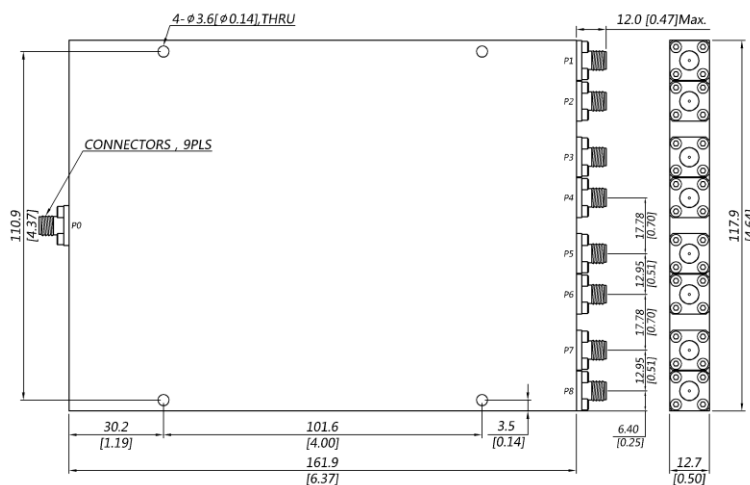 4-φ3.6[φ0.14],THRU
12.0 [0.47]Max.
P1
P2
CONNECTORS , 9PLS
P3
P4
P0
110.9
[4.37]
17.78
[0.70]
P5
12.95
[0.51]
P6
17.78
[0.70]
P7
12.95
[0.51]
P8
117.9
[4.64]
30.2
[1.19]
101.6
[4.00]
3.5
[0.14]
6.40
[0.25]
161.9
[6.37]
12.7
[0.50]